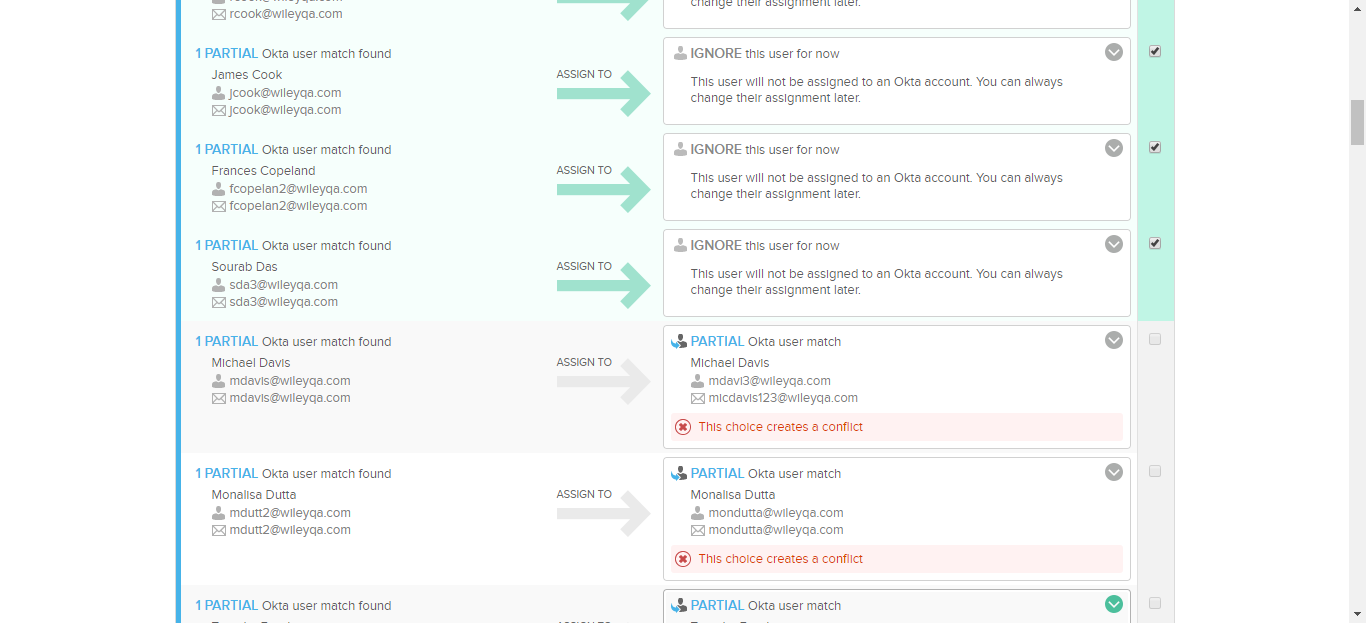 rcook@wileyqa.com
change their assignment later.
1 PARTIAL Okta user match found
James Cook
jcook@wileyqa.com
jcook@wileyqa.com
ASSIGN TO
IGNORE this user for now
This user will not be assigned to an Okta account. You can always
change their assignment later.
1 PARTIAL Okta user match found
Frances Copeland
fcopelan2@wileyqa.com
fcopelan2@wileyqa.com
ASSIGN TO
IGNORE this user for now
This user will not be assigned to an Okta account. You can always
change their assignment later.
1 PARTIAL Okta user match found
Sourab Das
sda3@wileyqa.com
sda3@wileyqa.com
ASSIGN TO
IGNORE this user for now
This user will not be assigned to an Okta account. You can always
change their assignment later.
1 PARTIAL Okta user match found
Michael Davis
mdavis@wileyqa.com
mdavis@wileyqa.com
ASSIGN TO
PARTIAL Okta user match
Michael Davis
mdavi3@wileyqa.com
micdavis123@wileyqa.com
This choice creates a conflict
1 PARTIAL Okta user match found
Monalisa Dutta
mdutt2@wileyqa.com
mdutt2@wileyqa.com
ASSIGN TO
PARTIAL Okta user match
Monalisa Dutta
mondutta@wileyqa.com
mondutta@wileyqa.com
This choice creates a conflict
1 PARTIAL Okta user match found
PARTIAL Okta user match